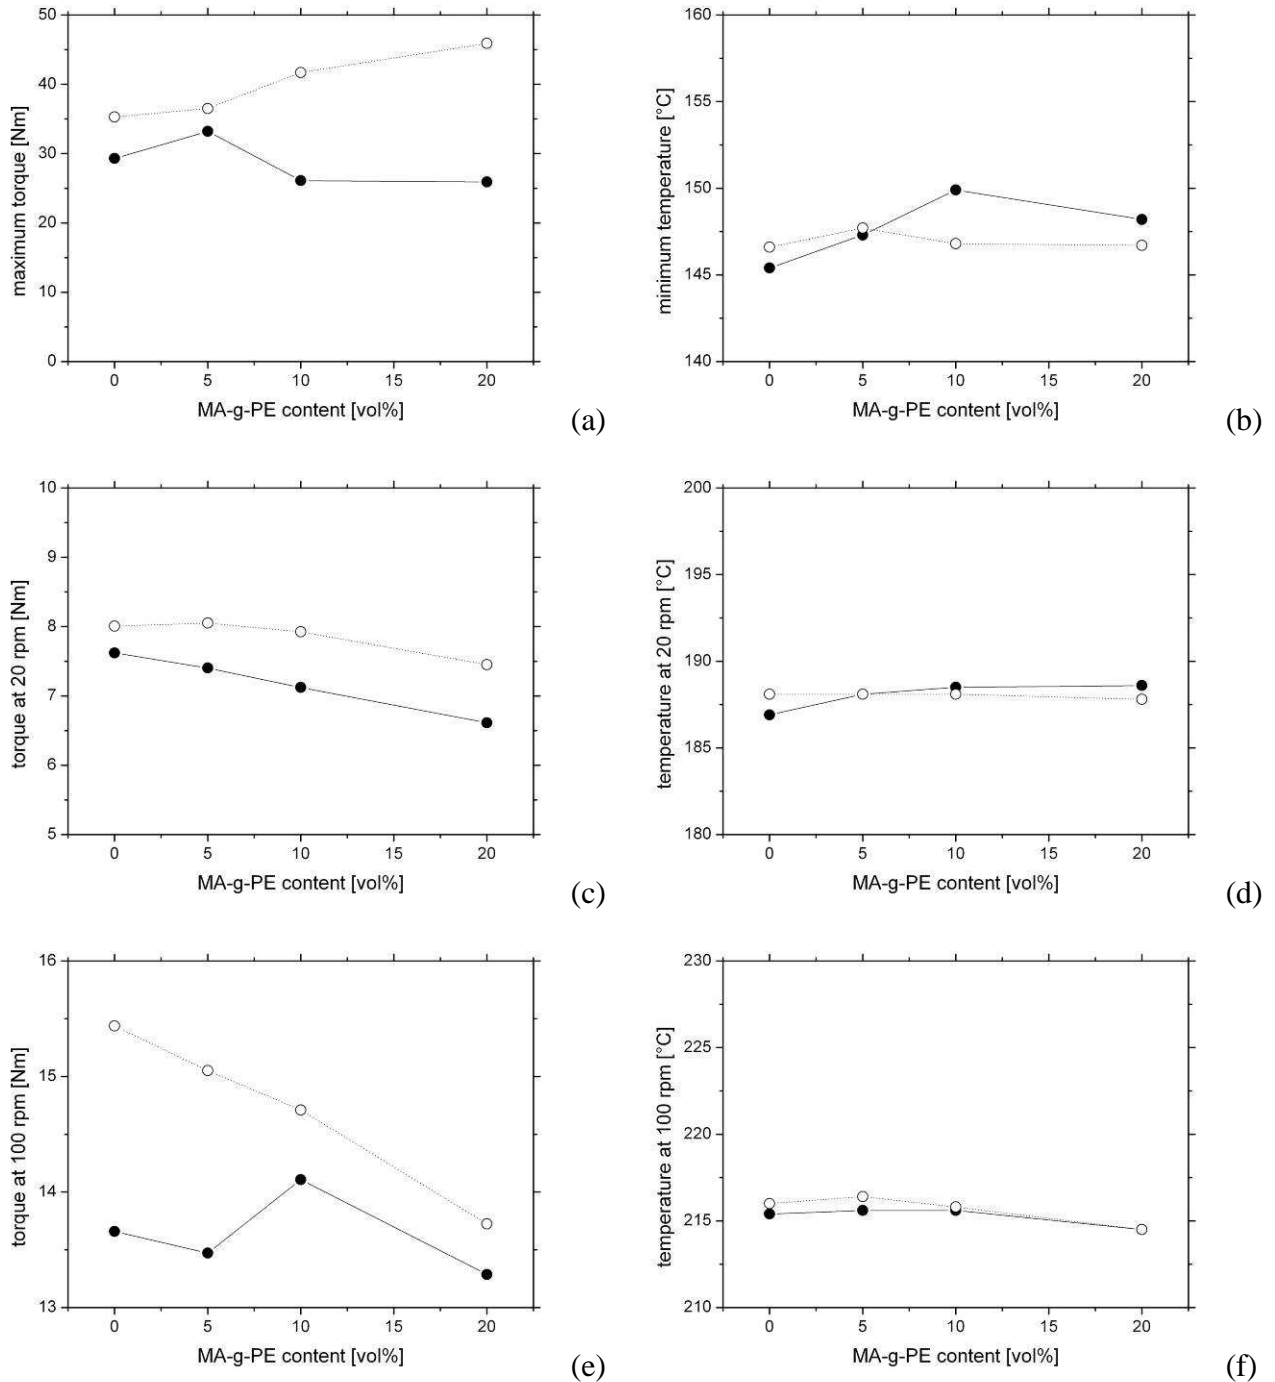 50
40
30
20
10
0
maximum torque [Nm]
0 5 10 15 20
MA-g-PE content [vol%]
(a)
160
155
150
145
140
minimum temperature [°C]
0 5 10 15 20
MA-g-PE content [vol%]
(b)
10
9
8
7
6
5
torque at 20 rpm [Nm]
0 5 10 15 20
MA-g-PE content [vol%]
(c)
200
195
190
185
180
temperature at 20 rpm [°C]
0 5 10 15 20
MA-g-PE content [vol%]
(d)
16
15
14
13
torque at 100 rpm [Nm]
0 5 10 15 20
MA-g-PE content [vol%]
(e)
230
225
220
215
210
temperature at 100 rpm [°C]
0 5 10 15 20
MA-g-PE content [vol%]
(f)